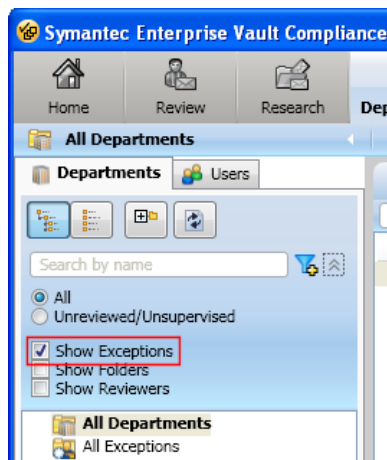 Symantec Enterprise Vault Compliance
Home Review Research Dep
All Departments
Departments Users
Search by name
All
Unreviewed/Unsupervised
Show Exceptions
Show Folders
Show Reviewers
All Departments
All Exceptions